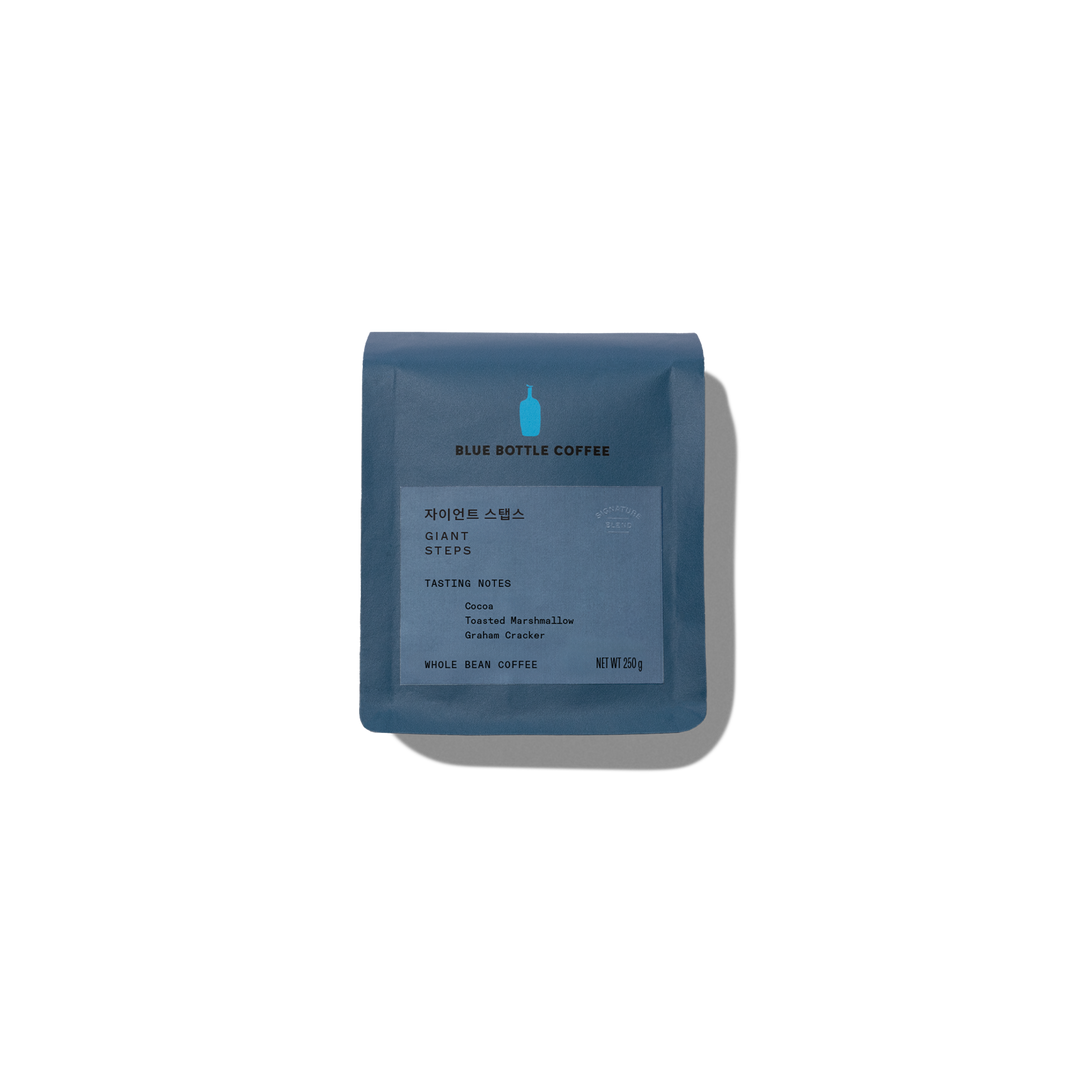 BLUE BOTTLE COFFEE
자이언트 스탭스
SIGNATURE
BLEND
GIANT
STEPS
TASTING NOTES
Cocoa
Toasted Marshmallow
Graham Cracker
WHOLE BEAN COFFEE
NET WT 250 g